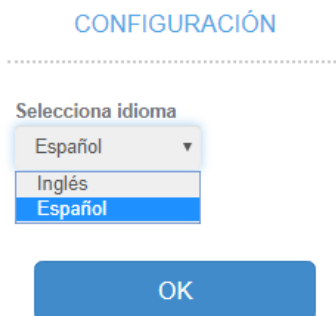 CONFIGURACIÓN
Selecciona idioma
Español
Inglés
Español
OK